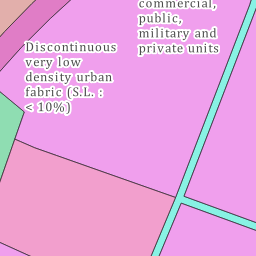 commercial,
public,
military and
private units
Discontinuous
very low
density urban
fabric (S.L. :
< 10%)